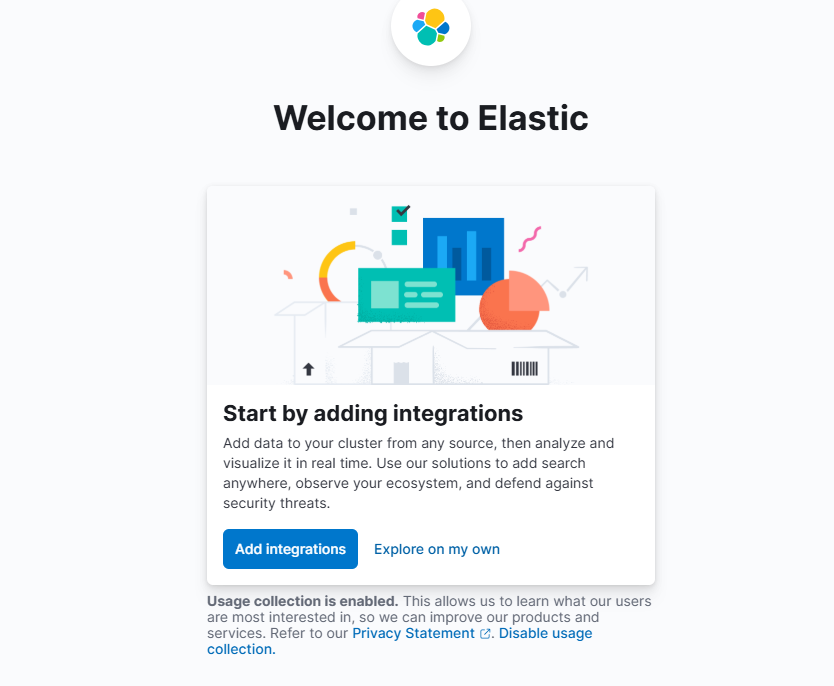 Welcome to Elastic
Start by adding integrations
Add data to your cluster from any source, then analyze and
visualize it in real time. Use our solutions to add search
anywhere, observe your ecosystem, and defend against
security threats.
Add integrations
Explore on my own
Usage collection is enabled. This allows us to learn what our users
are most interested in, so we can improve our products and
services. Refer to our Privacy Statement. Disable usage
collection.